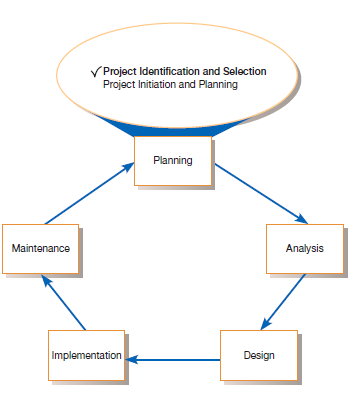 ✓Project Identification and Selection
Project Initiation and Planning
Planning
Maintenance
Analysis
Implementation
Design